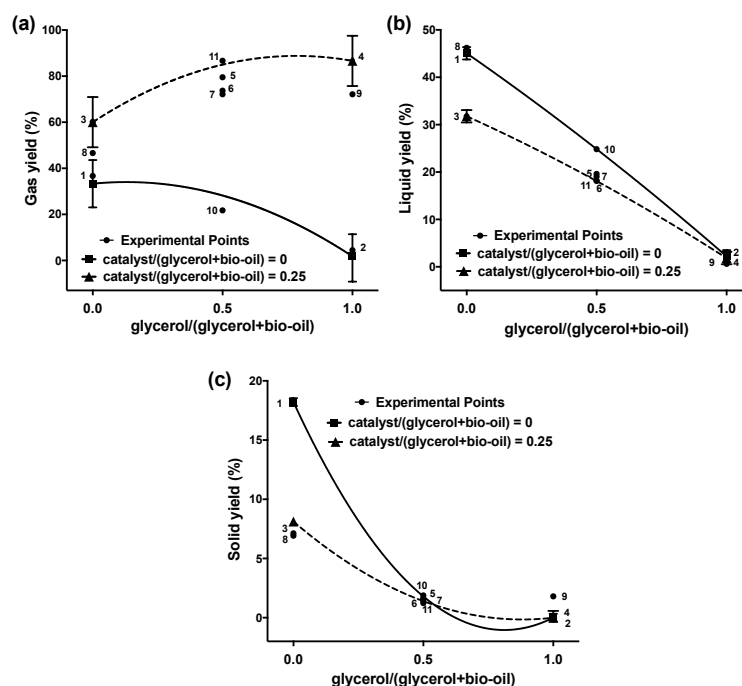 (a)
100
80
60
40
20
0
Gas yield (%)
11
5
6
7
4
9
3
8
1
10
2
Experimental Points
catalyst/(glycerol+bio-oil) = 0
catalyst/(glycerol+bio-oil) = 0.25
0.0 0.5 1.0
glycerol/(glycerol+bio-oil)
(b)
50
40
30
20
10
0
Liquid yield (%)
8
1
3
10
5 7
11 6
2
9 4
Experimental Points
catalyst/(glycerol+bio-oil) = 0
catalyst/(glycerol+bio-oil) = 0.25
0.0 0.5 1.0
glycerol/(glycerol+bio-oil)
(c)
20
15
10
5
0
Solid yield (%)
1
3
8
10
5
6 7
11
9
4
2
Experimental Points
catalyst/(glycerol+bio-oil) = 0
catalyst/(glycerol+bio-oil) = 0.25
0.0 0.5 1.0
glycerol/(glycerol+bio-oil)